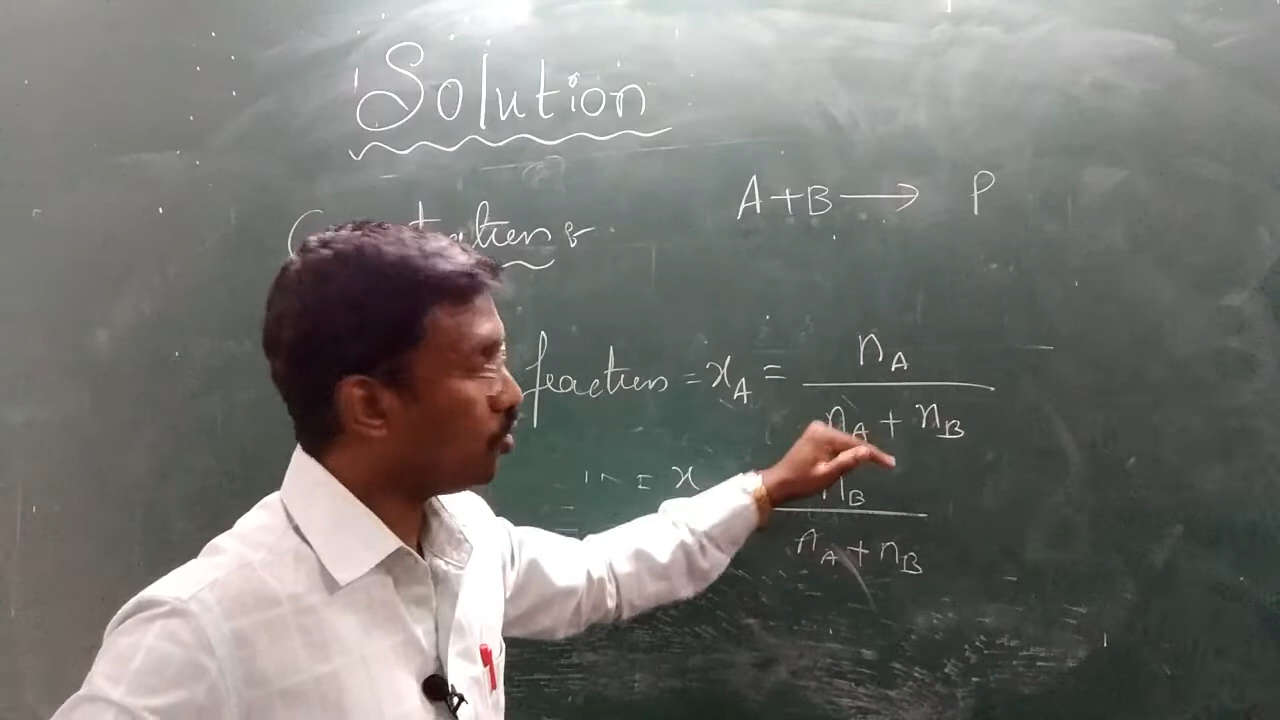 Solution
A+B⟶ P
fraction = x_A = n_A / (n_A + n_B)
= x n_B / (n_A + n_B)